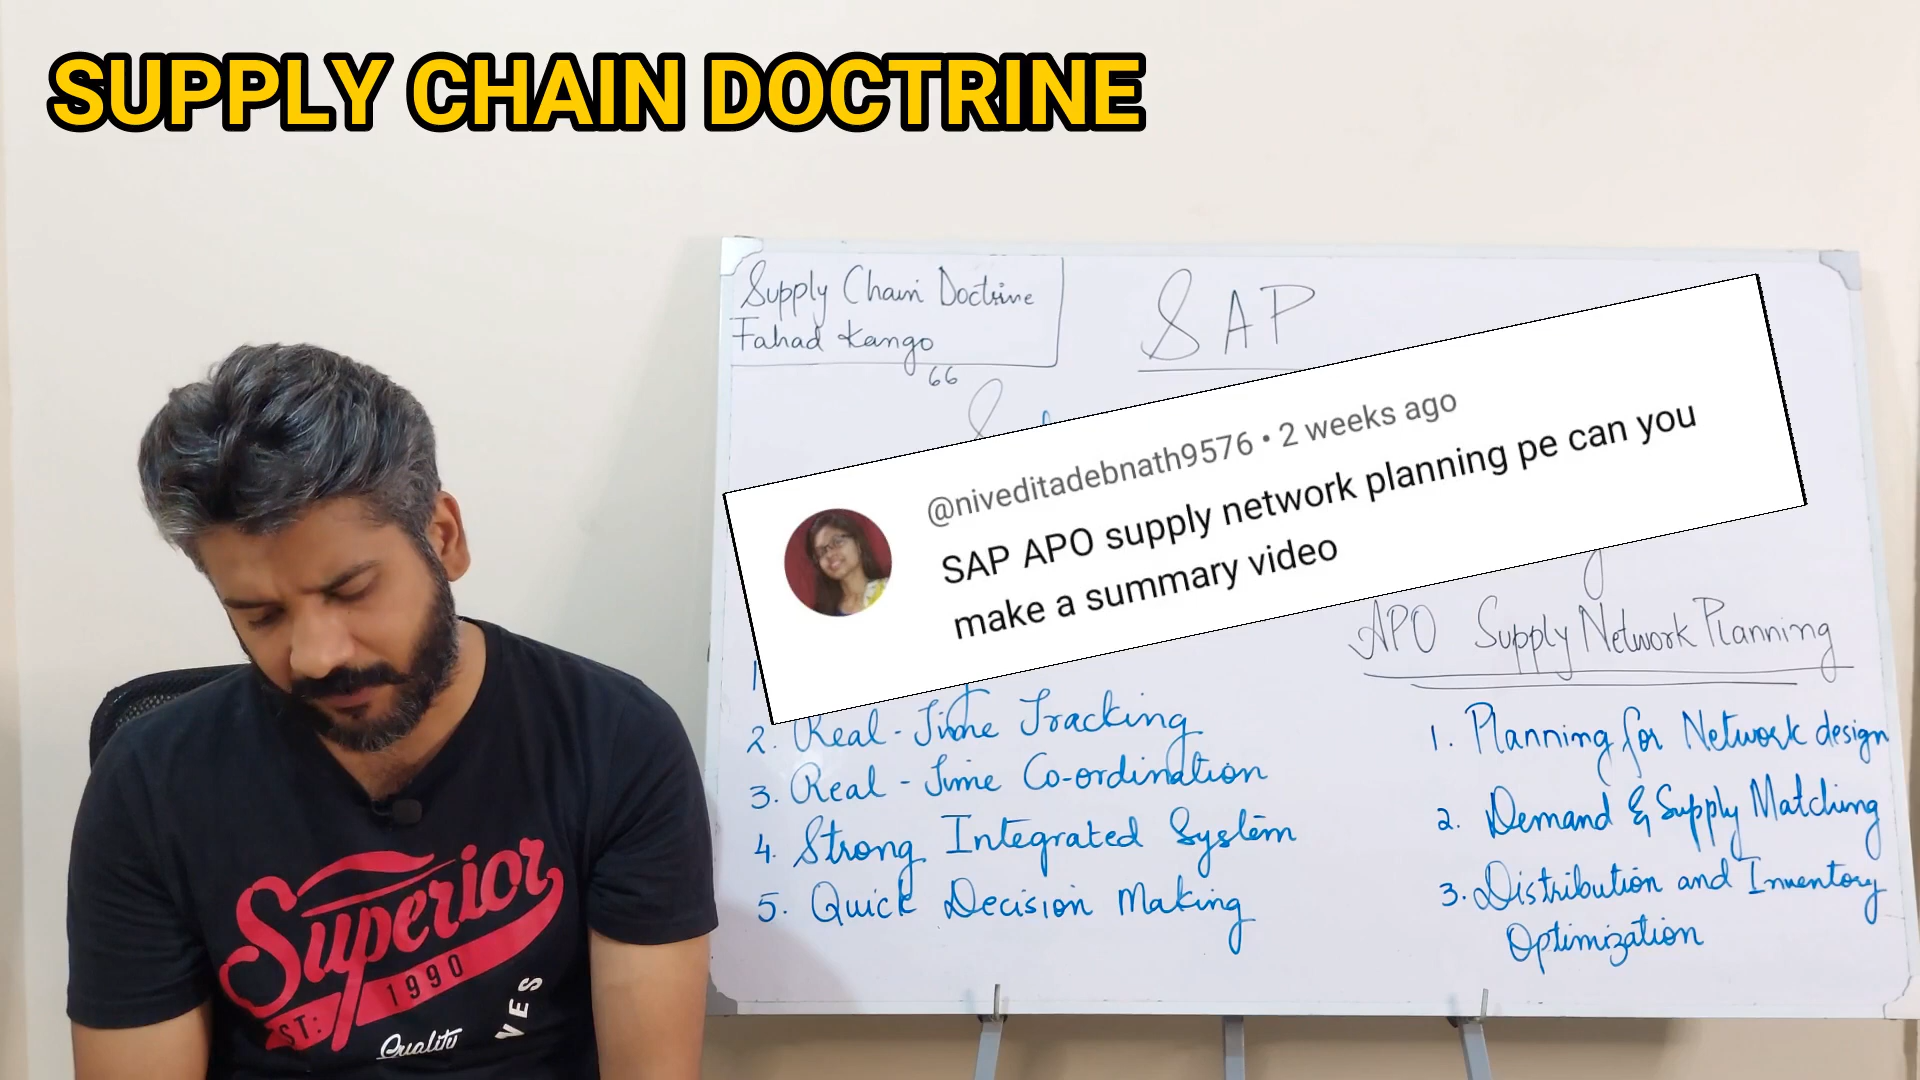 SUPPLY CHAIN DOCTRINE
Supply Chain Doctrine
Fahad Kango
66
SAP
@niveditadebnath9576 • 2 weeks ago
SAP APO supply network planning pe can you
make a summary video
1
2. Real-Time Tracking
3. Real-Time Co-ordination
4. Strong Integrated System
5. Quick Decision Making
APO Supply Network Planning
1. Planning for Network design
2. Demand & Supply Matching
3. Distribution and Inventory
Optimization
Superior
ST: 1990
Quality
VES